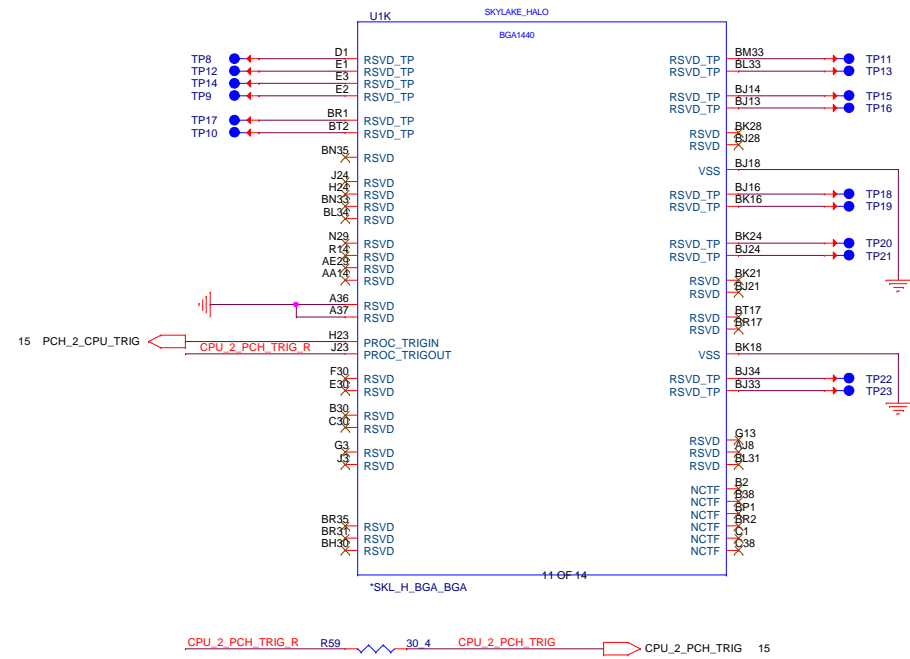 U1K SKYLAKE_HALO
BGA1440
TP8 D1 RSVD_TP RSVD_TP BM33 TP11
TP12 E1 RSVD_TP RSVD_TP BL33 TP13
TP14 E3 RSVD_TP
TP9 E2 RSVD_TP RSVD_TP BJ14 TP15
RSVD_TP BJ13 TP16
TP17 BR1 RSVD_TP
TP10 BT2 RSVD_TP RSVD BK28
RSVD BJ28
BN35 RSVD
VSS BJ18
J24 RSVD
H24 RSVD RSVD_TP BJ16 TP18
BN33 RSVD RSVD_TP BK16 TP19
BL34 RSVD
N29 RSVD RSVD_TP BK24 TP20
R14 RSVD RSVD_TP BJ24 TP21
AE29 RSVD
AA14 RSVD RSVD BK21
RSVD BJ21
A36 RSVD
A37 RSVD RSVD BT17
RSVD BR17
15 PCH_2_CPU_TRIG H23 PROC_TRIGIN
CPU_2_PCH_TRIG_R J23 PROC_TRIGOUT VSS BK18
F30 RSVD RSVD_TP BJ34 TP22
E30 RSVD RSVD_TP BJ33 TP23
B30 RSVD
C30 RSVD
G3 RSVD RSVD G13
J3 RSVD RSVD AJ8
RSVD BL31
NCTF B2
NCTF B38
NCTF BP1
BR35 RSVD NCTF BR2
BR31 RSVD NCTF C1
BH30 RSVD NCTF C38
11 OF 14
*SKL_H_BGA_BGA
CPU_2_PCH_TRIG_R R59 30_4 CPU_2_PCH_TRIG CPU_2_PCH_TRIG 15